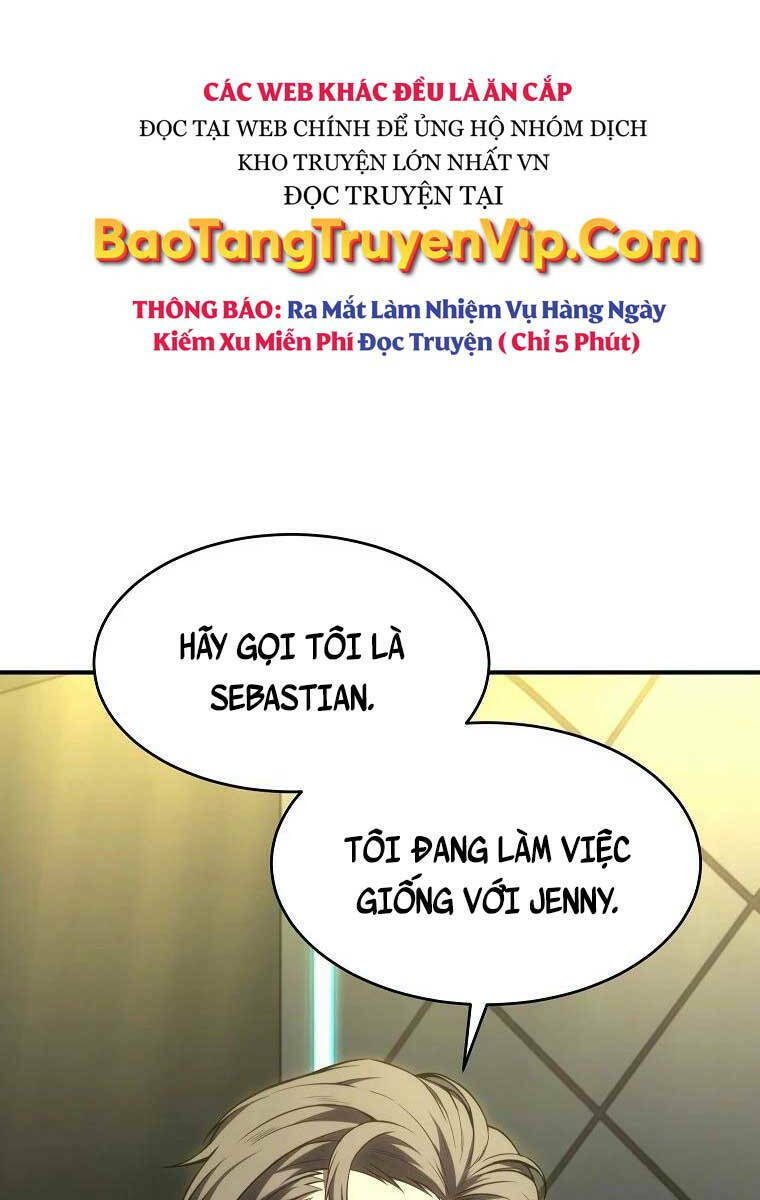 CÁC WEB KHÁC ĐỀU LÀ ĂN CẮP
ĐỌC TẠI WEB CHÍNH ĐỂ ỦNG HỘ NHÓM DỊCH
KHO TRUYỆN LỚN NHẤT VN
ĐỌC TRUYỆN TẠI
BaoTangTruyenVip.Com
THÔNG BÁO: Ra Mắt Làm Nhiệm Vụ Hàng Ngày
Kiếm Xu Miễn Phí Đọc Truyện ( Chỉ 5 Phút)
HÃY GỌI TÔI LÀ
SEBASTIAN.
TÔI ĐANG LÀM VIỆC
GIỐNG VỚI JENNY.